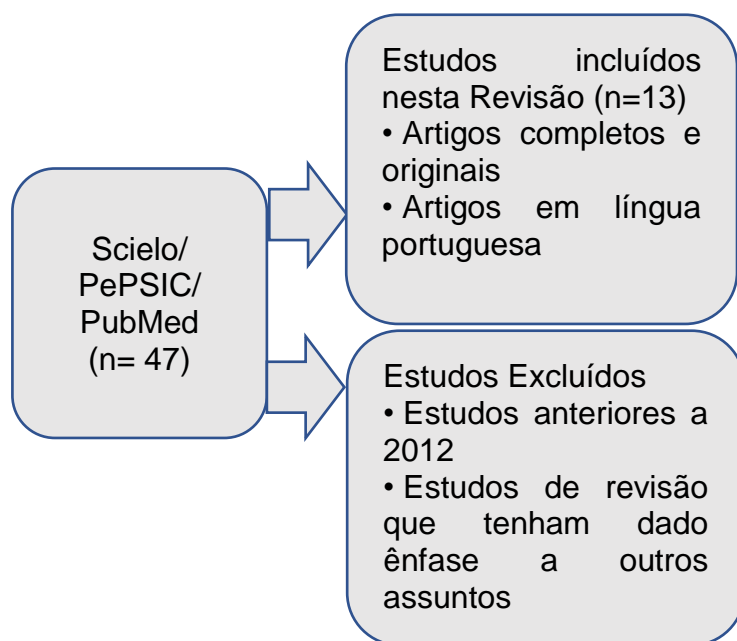 Scielo/
PePSIC/
PubMed
(n= 47)
Estudos incluídos
nesta Revisão (n=13)
• Artigos completos e
originais
• Artigos em língua
portuguesa
Estudos Excluídos
• Estudos anteriores a
2012
• Estudos de revisão
que tenham dado
ênfase a outros
assuntos